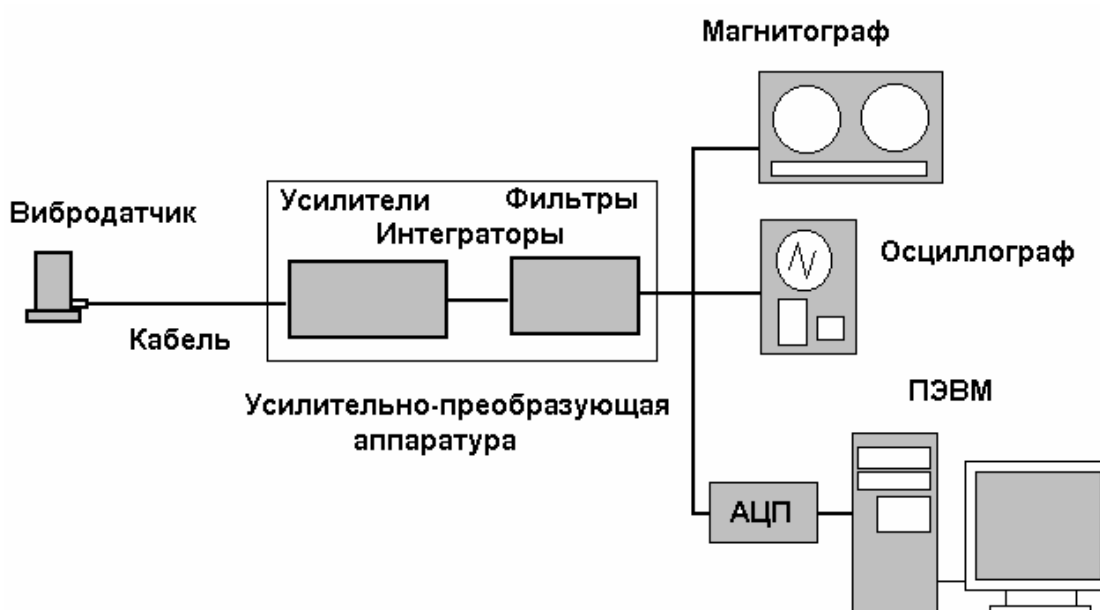 Магнитограф
Усилители
Фильтры
Вибродатчик
Интеграторы
Осциллограф
Кабель
ПЭВМ
Усилительно-преобразующая
аппаратура
АЦП